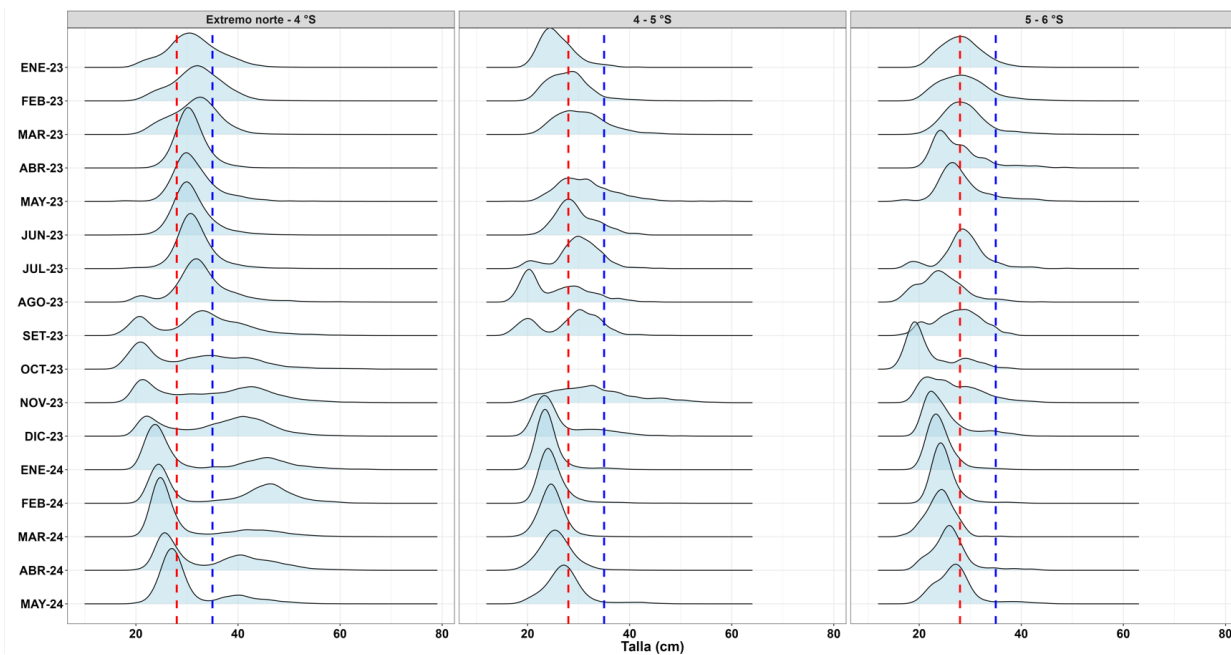 Extremo norte - 4 °S
4 - 5 °S
5 - 6 °S
ENE-23
FEB-23
MAR-23
ABR-23
MAY-23
JUN-23
JUL-23
AGO-23
SET-23
OCT-23
NOV-23
DIC-23
ENE-24
FEB-24
MAR-24
ABR-24
MAY-24
20 40 60 80 20 40 60 80 20 40 60 80
Talla (cm)